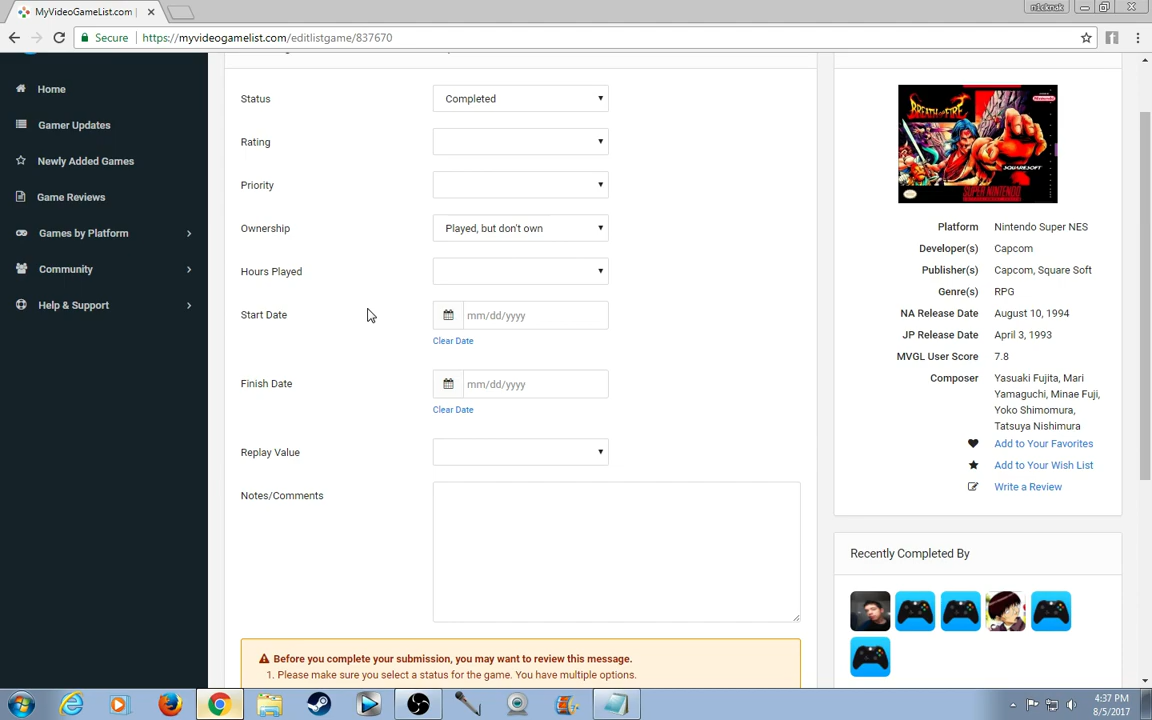 MyVideoGameList.com |
n1cknak
Secure
https://myvideogamelist.com/editlistgame/837670
Home
Gamer Updates
Newly Added Games
Game Reviews
Games by Platform
Community
Help & Support
Status
Completed
Rating
Priority
Ownership
Played, but don't own
Hours Played
Start Date
mm/dd/yyyy
Clear Date
Finish Date
mm/dd/yyyy
Clear Date
Replay Value
Notes/Comments
Before you complete your submission, you may want to review this message.
1. Please make sure you select a status for the game. You have multiple options.
BREATH OF FIRE
SQUARESOFT
SUPER NINTENDO
Platform Nintendo Super NES
Developer(s) Capcom
Publisher(s) Capcom, Square Soft
Genre(s) RPG
NA Release Date August 10, 1994
JP Release Date April 3, 1993
MVGL User Score 7.8
Composer Yasuaki Fujita, Mari
Yamaguchi, Minae Fuji,
Yoko Shimomura,
Tatsuya Nishimura
Add to Your Favorites
Add to Your Wish List
Write a Review
Recently Completed By
4:37 PM
8/5/2017